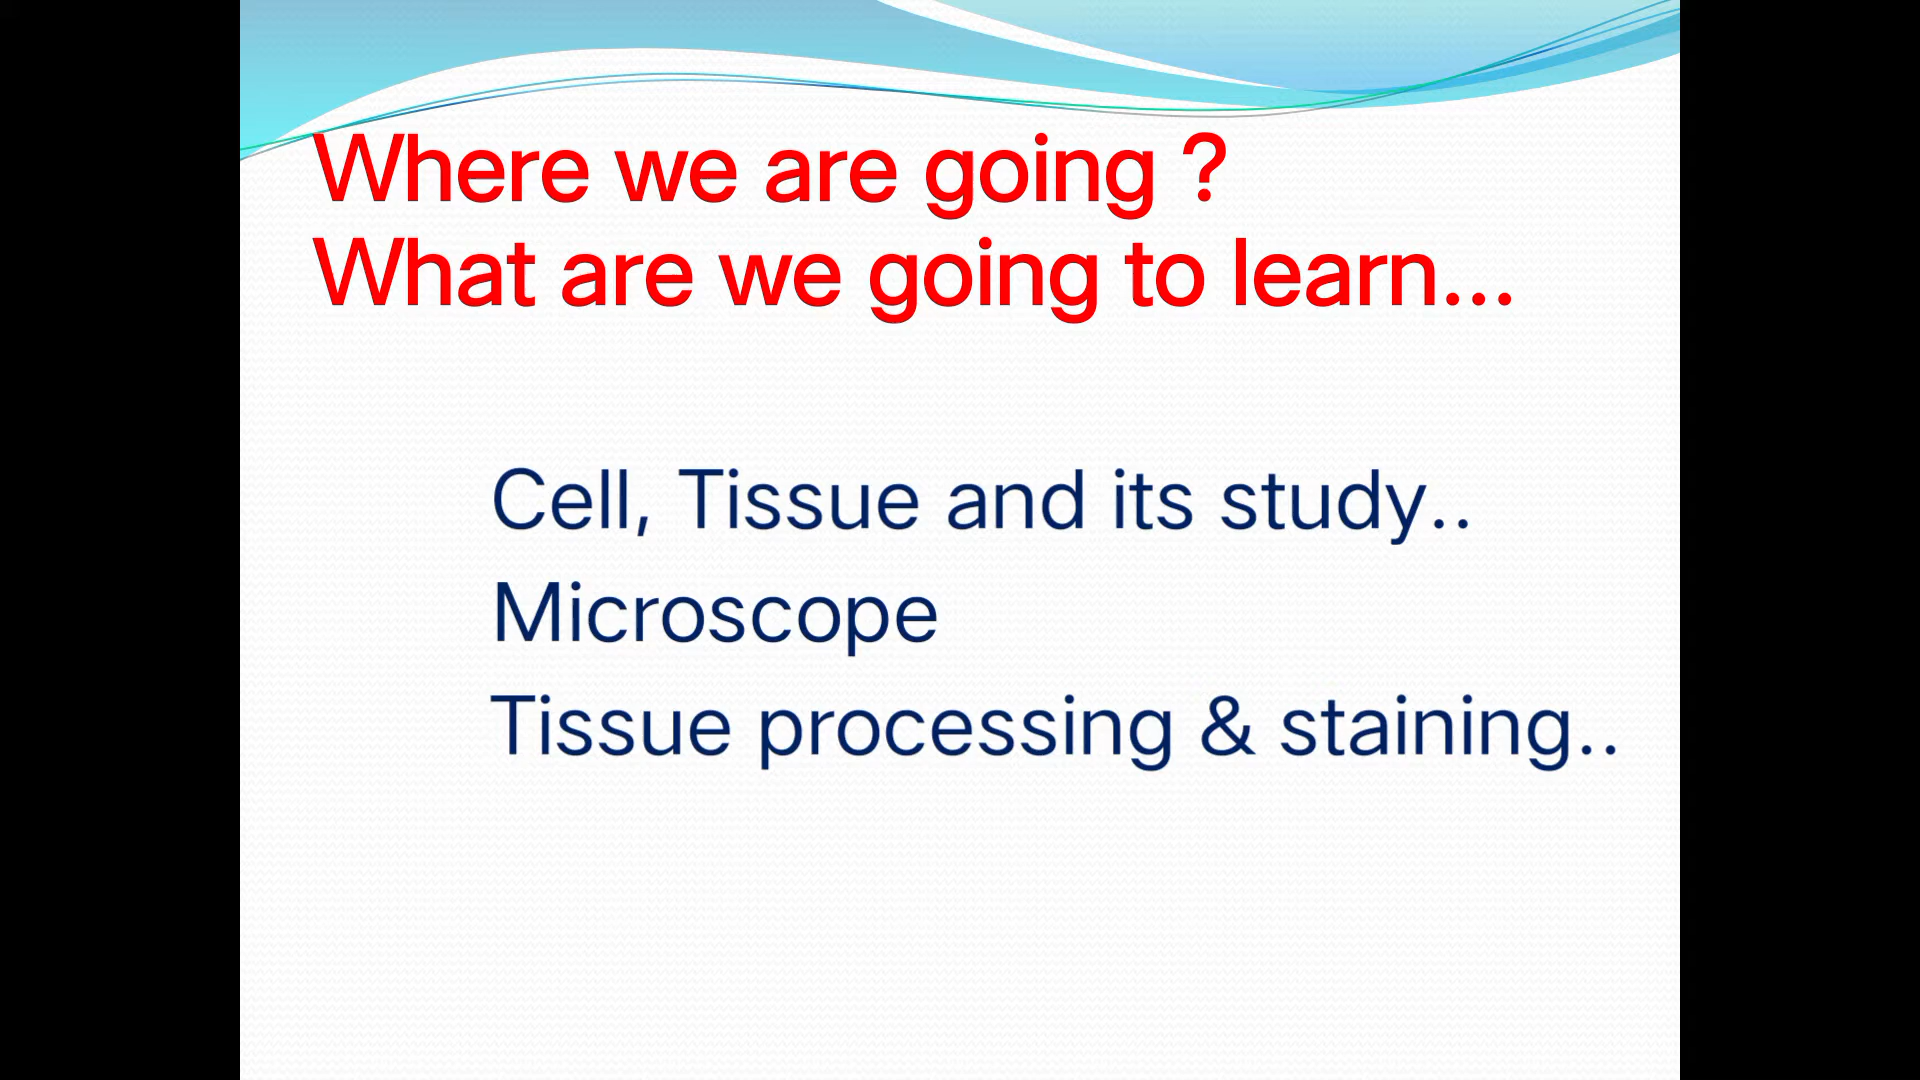 Where we are going ?
What are we going to learn...
Cell, Tissue and its study..
Microscope
Tissue processing & staining..